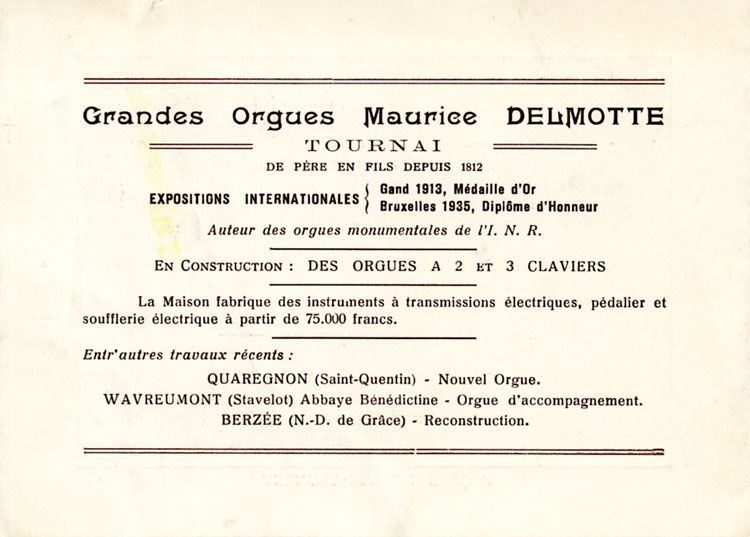 Grandes Orgues Maurice DELMOTTE
TOURNAI
DE PÈRE EN FILS DEPUIS 1812
EXPOSITIONS INTERNATIONALES { Gand 1913, Médaille d'Or
Bruxelles 1935, Diplôme d'Honneur
Auteur des orgues monumentales de l'I. N. R.
EN CONSTRUCTION : DES ORGUES A 2 ET 3 CLAVIERS
La Maison fabrique des instruments à transmissions électriques, pédalier et
soufflerie électrique à partir de 75.000 francs.
Entr'autres travaux récents :
QUAREGNON (Saint-Quentin) - Nouvel Orgue.
WAVREUMONT (Stavelot) Abbaye Bénédictine - Orgue d'accompagnement.
BERZÉE (N.-D. de Grâce) - Reconstruction.